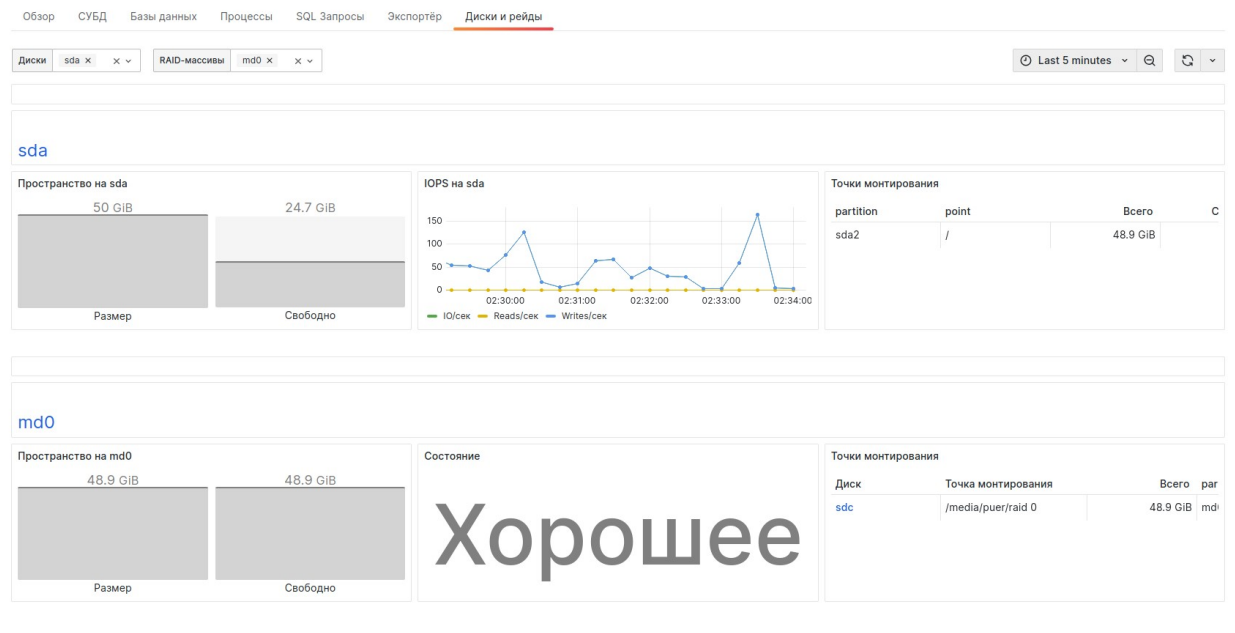 Обзор СУБД Базы данных Процессы SQL Запросы Экспортёр Диски и рейды
Диски sda × × RAID-массивы md0 × × Last 5 minutes
sda
Пространство на sda
50 GiB 24.7 GiB
Размер Свободно
IOPS на sda
150
100
50
0
02:30:00 02:31:00 02:32:00 02:33:00 02:34:00
IO/сек Reads/сек Writes/сек
Точки монтирования
partition point Всего С
sda2 / 48.9 GiB
md0
Пространство на md0
48.9 GiB 48.9 GiB
Размер Свободно
Состояние
Хорошее
Точки монтирования
Диск Точка монтирования Всего par
sdc /media/puer/raid 0 48.9 GiB md